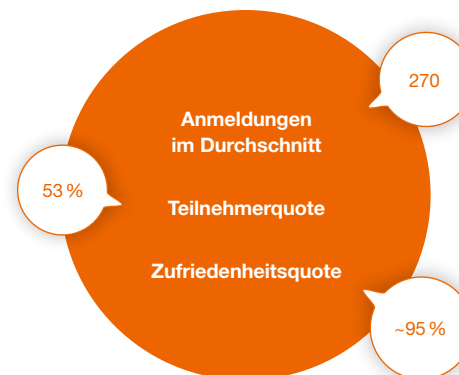 270
Anmeldungen
im Durchschnitt
53 %
Teilnehmerquote
Zufriedenheitsquote
~95 %